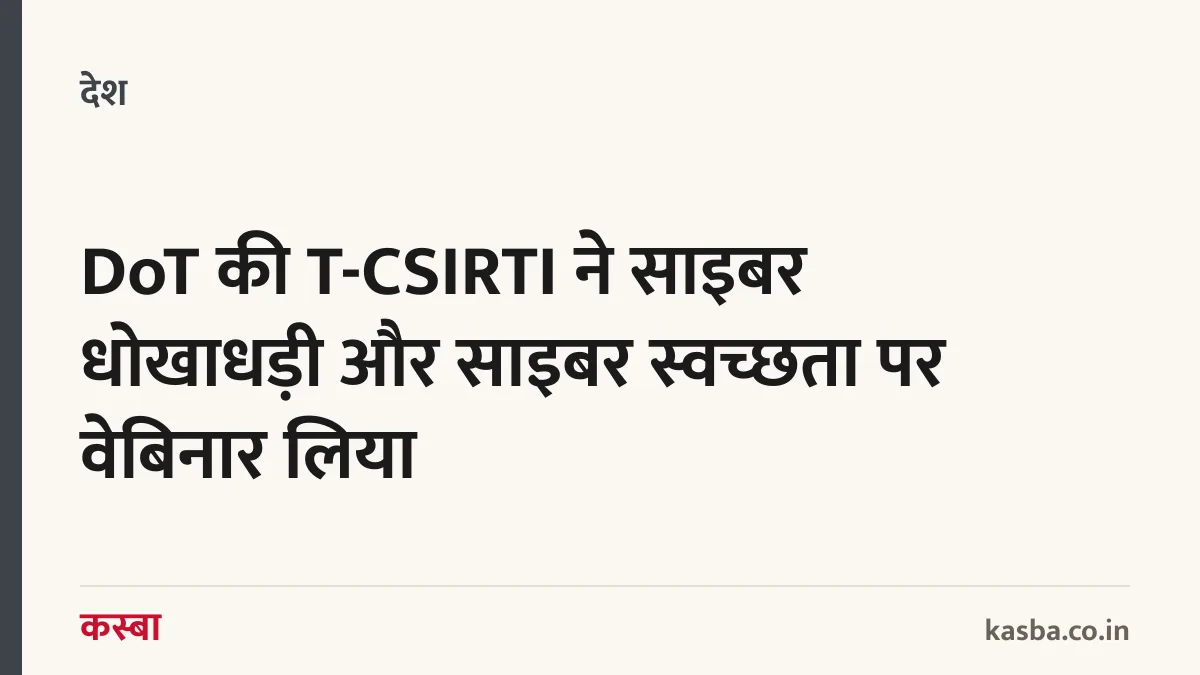 देश
DoT की T-CSIRTI ने साइबर
धोखाधड़ी और साइबर स्वच्छता पर
वेबिनार लिया
कस्बा
kasba.co.in